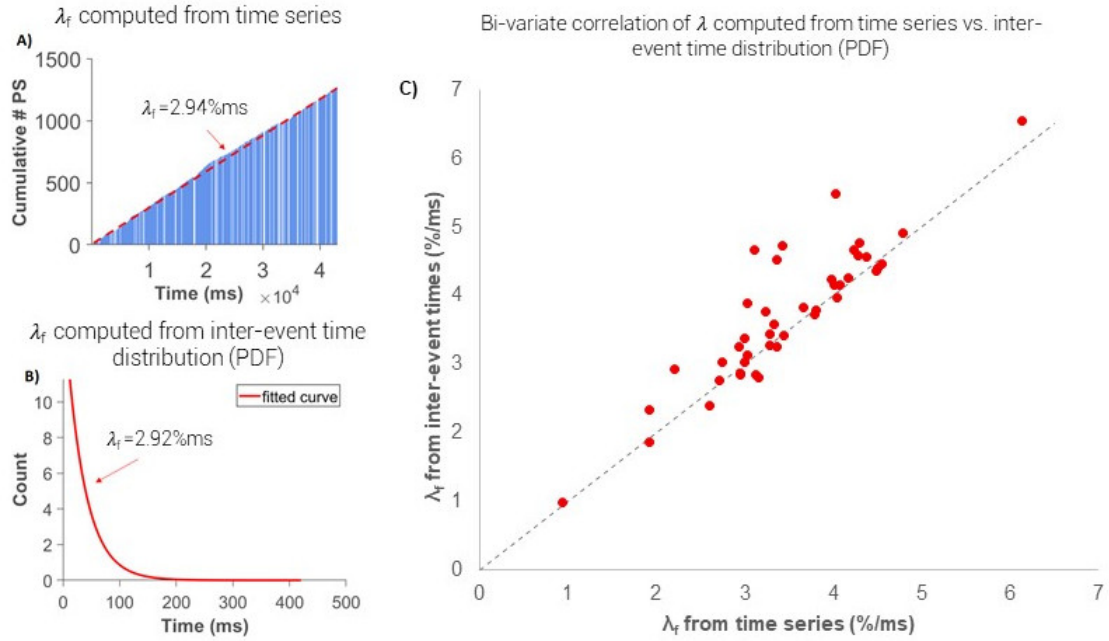 λf computed from time series
A)
1500
1000
500
0
Cumulative # PS
λf=2.94%ms
1 2 3 4
Time (ms) ×10^4
λf computed from inter-event time
distribution (PDF)
B)
10
8
6
4
2
0
Count
fitted curve
λf=2.92%ms
0 100 200 300 400 500
Time (ms)
Bi-variate correlation of λ computed from time series vs. inter-
event time distribution (PDF)
C)
7
6
5
4
3
2
1
0
λf from inter-event times (%/ms)
0 1 2 3 4 5 6 7
λf from time series (%/ms)